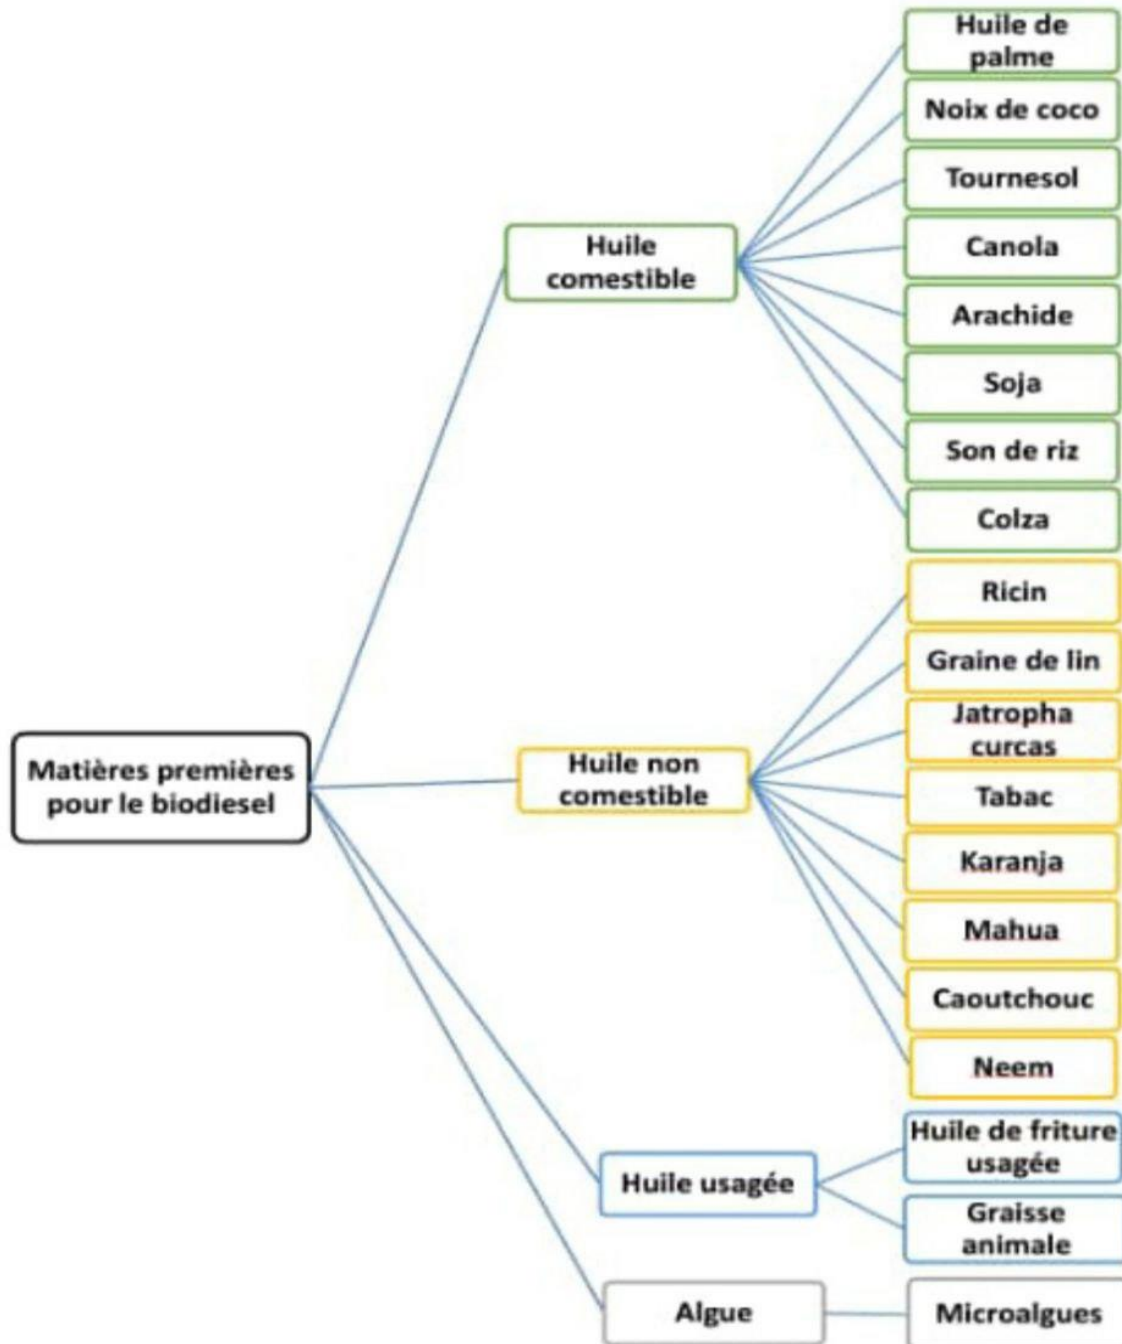 Huile de
palme
Noix de coco
Tournesol
Huile
comestible
Canola
Arachide
Soja
Son de riz
Colza
Ricin
Graine de lin
Jatropha
curcas
Matières premières
pour le biodiesel
Huile non
comestible
Tabac
Karanja
Mahua
Caoutchouc
Neem
Huile de friture
usagée
Huile usagée
Graisse
animale
Algue
Microalgues